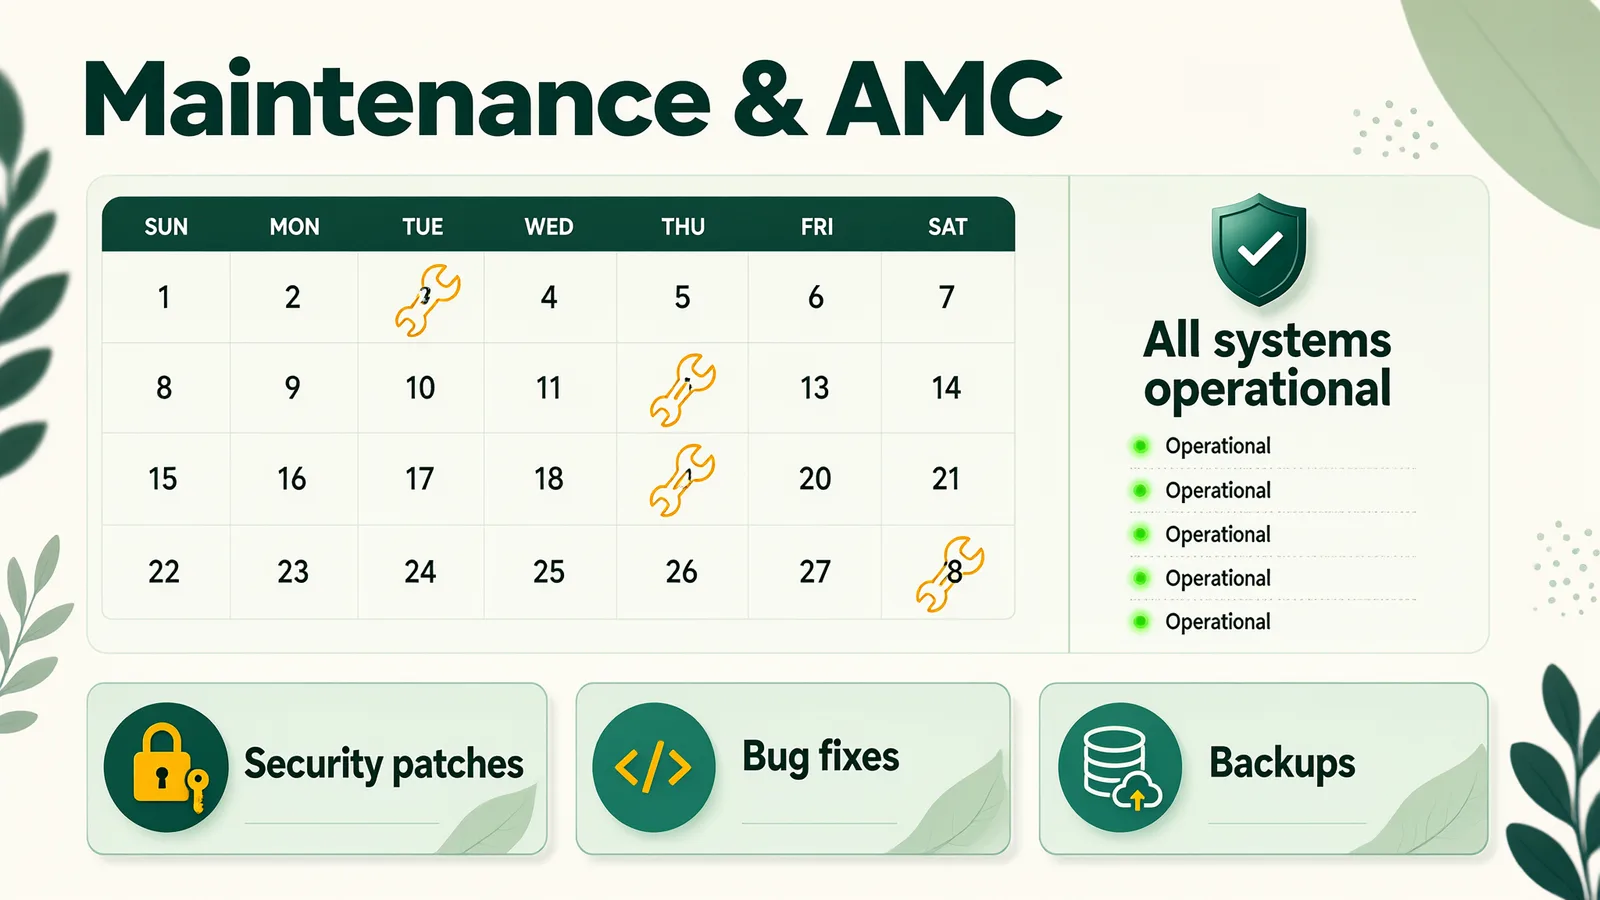 Maintenance & AMC
SUN MON TUE WED THU FRI SAT
1 2 3 4 5 6 7
8 9 10 11 13 14
15 16 17 18 20 21
22 23 24 25 26 27 8
All systems
operational
Operational
Operational
Operational
Operational
Operational
Security patches
</>
Bug fixes
Backups